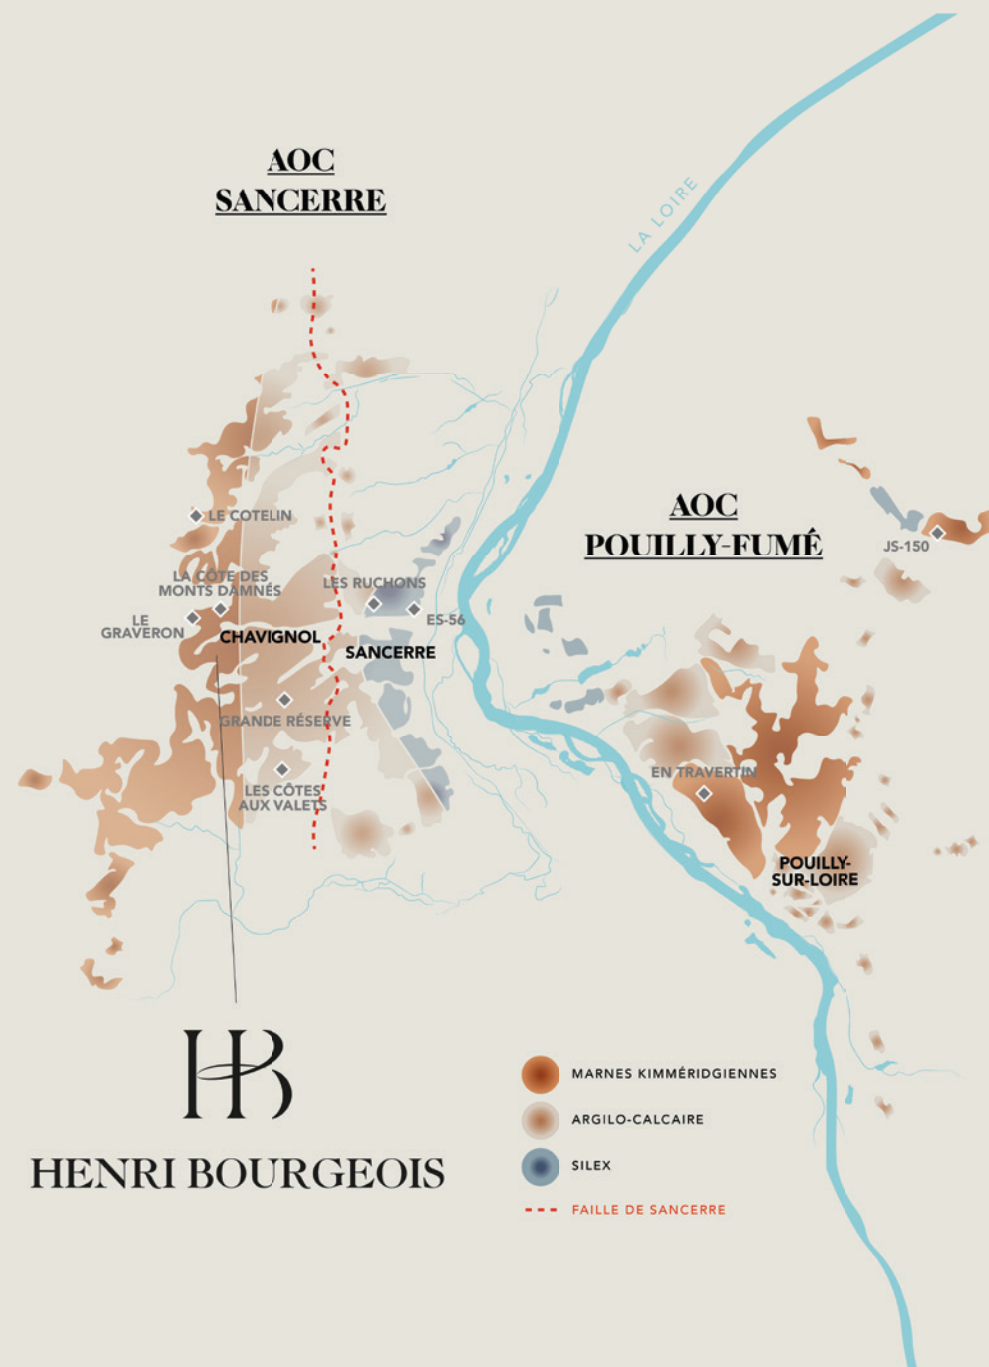 AOC
SANCERRE
LA LOIRE
AOC
POUILLY-FUMÉ
LE COTELIN
JS-150
LA CÔTE DES
MONTS DAMNÉS
LES RUCHONS
LE
GRAVERON
ES-56
CHAVIGNOL
SANCERRE
GRANDE RÉSERVE
EN TRAVERTIN
LES CÔTES
AUX VALETS
POUILLY-
SUR-LOIRE
HB
HENRI BOURGEOIS
MARNES KIMMÉRIDGIENNES
ARGILO-CALCAIRE
SILEX
FAILLE DE SANCERRE